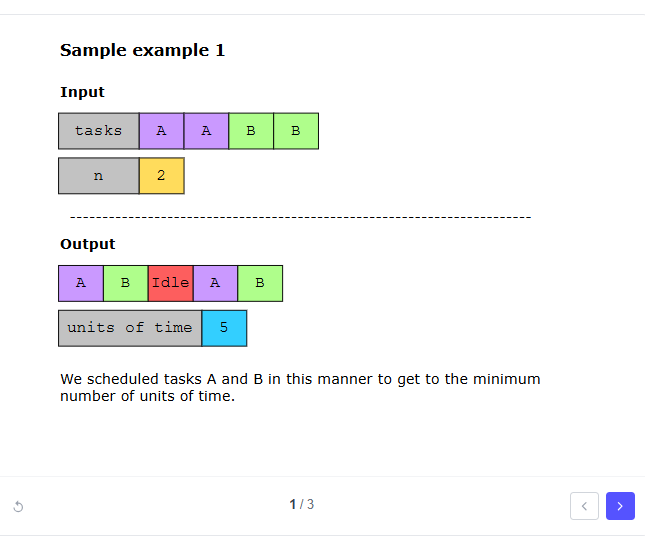 Sample example 1
Input
tasks A A B B
n 2
--------------------------------------------------------------------
Output
A B Idle A B
units of time 5
We scheduled tasks A and B in this manner to get to the minimum
number of units of time.
1 / 3